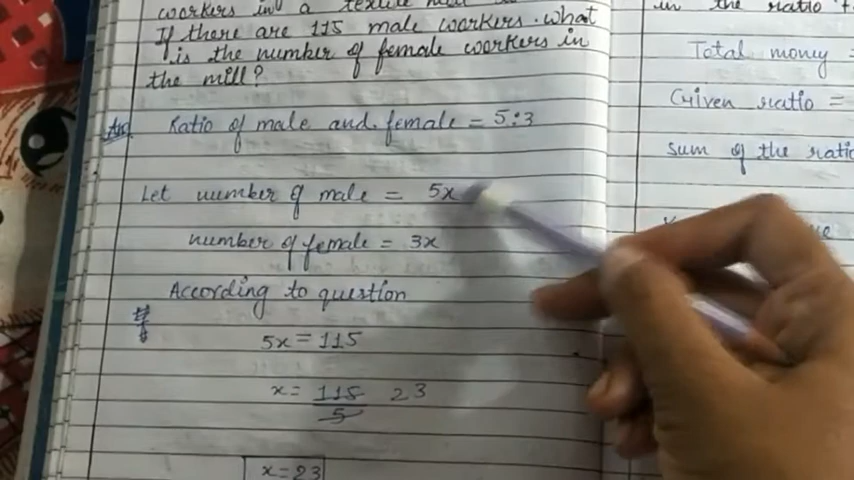 workers in a textile mill
If there are 115 male workers. what
is the number of female workers in
the mill?
Ans Ratio of male and female = 5:3
Let number of male = 5x
number of female = 3x
According to question
5x = 115
x = 115 23
5
x = 23
in the ratio
Total money =
Given ratio =
Sum of the ratio